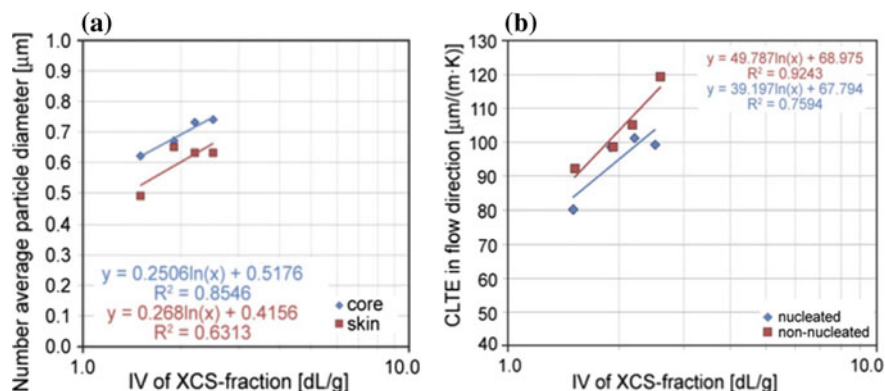 (a)
Number average particle diameter [µm]
1.0
0.9
0.8
0.7
0.6
0.5
0.4
0.3
0.2
0.1
0.0
y = 0.2506ln(x) + 0.5176
R² = 0.8546
y = 0.268ln(x) + 0.4156
R² = 0.6313
core
skin
1.0
10.0
IV of XCS-fraction [dL/g]
(b)
CLTE in flow direction [µm/(m·K)]
130
120
110
100
90
80
70
60
50
40
y = 49.787ln(x) + 68.975
R² = 0.9243
y = 39.197ln(x) + 67.794
R² = 0.7594
nucleated
non-nucleated
1.0
10.0
IV of XCS-fraction [dL/g]